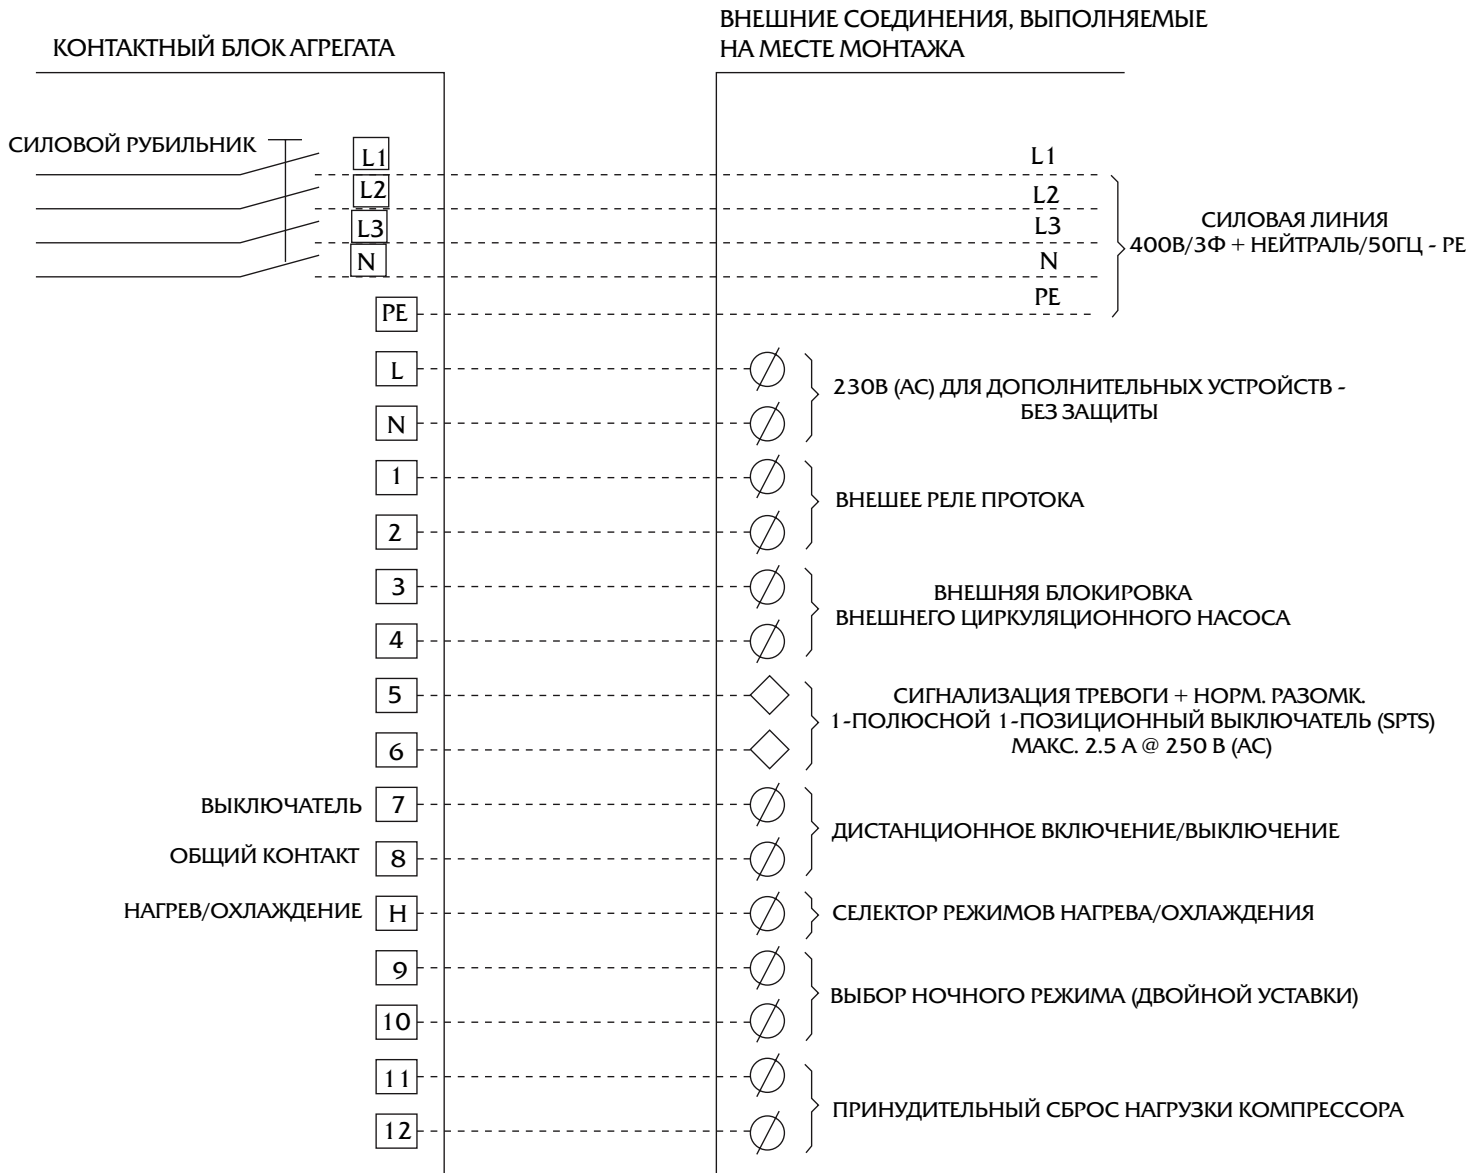 КОНТАКТНЫЙ БЛОК АГРЕГАТА
ВНЕШНИЕ СОЕДИНЕНИЯ, ВЫПОЛНЯЕМЫЕ
НА МЕСТЕ МОНТАЖА
СИЛОВОЙ РУБИЛЬНИК
L1
L1
L2
L2
L3
L3
N
N
PE
PE
СИЛОВАЯ ЛИНИЯ
400В/3Ф + НЕЙТРАЛЬ/50ГЦ - PE
L
N
230В (АС) ДЛЯ ДОПОЛНИТЕЛЬНЫХ УСТРОЙСТВ -
БЕЗ ЗАЩИТЫ
1
2
ВНЕШЕЕ РЕЛЕ ПРОТОКА
3
4
ВНЕШНЯЯ БЛОКИРОВКА
ВНЕШНЕГО ЦИРКУЛЯЦИОННОГО НАСОСА
5
6
СИГНАЛИЗАЦИЯ ТРЕВОГИ + НОРМ. РАЗОМК.
1-ПОЛЮСНОЙ 1-ПОЗИЦИОННЫЙ ВЫКЛЮЧАТЕЛЬ (SPTS)
МАКС. 2.5 А @ 250 В (АС)
ВЫКЛЮЧАТЕЛЬ 7
ОБЩИЙ КОНТАКТ 8
ДИСТАНЦИОННОЕ ВКЛЮЧЕНИЕ/ВЫКЛЮЧЕНИЕ
НАГРЕВ/ОХЛАЖДЕНИЕ H
СЕЛЕКТОР РЕЖИМОВ НАГРЕВА/ОХЛАЖДЕНИЯ
9
10
ВЫБОР НОЧНОГО РЕЖИМА (ДВОЙНОЙ УСТАВКИ)
11
12
ПРИНУДИТЕЛЬНЫЙ СБРОС НАГРУЗКИ КОМПРЕССОРА